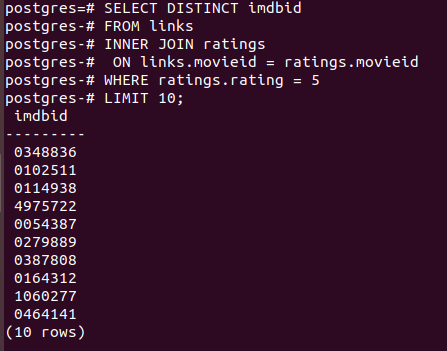 postgres=# SELECT DISTINCT imdbid
postgres-# FROM links
postgres-# INNER JOIN ratings
postgres-#  ON links.movieid = ratings.movieid
postgres-# WHERE ratings.rating = 5
postgres-# LIMIT 10;
 imdbid
---------
 0348836
 0102511
 0114938
 4975722
 0054387
 0279889
 0387808
 0164312
 1060277
 0464141
(10 rows)